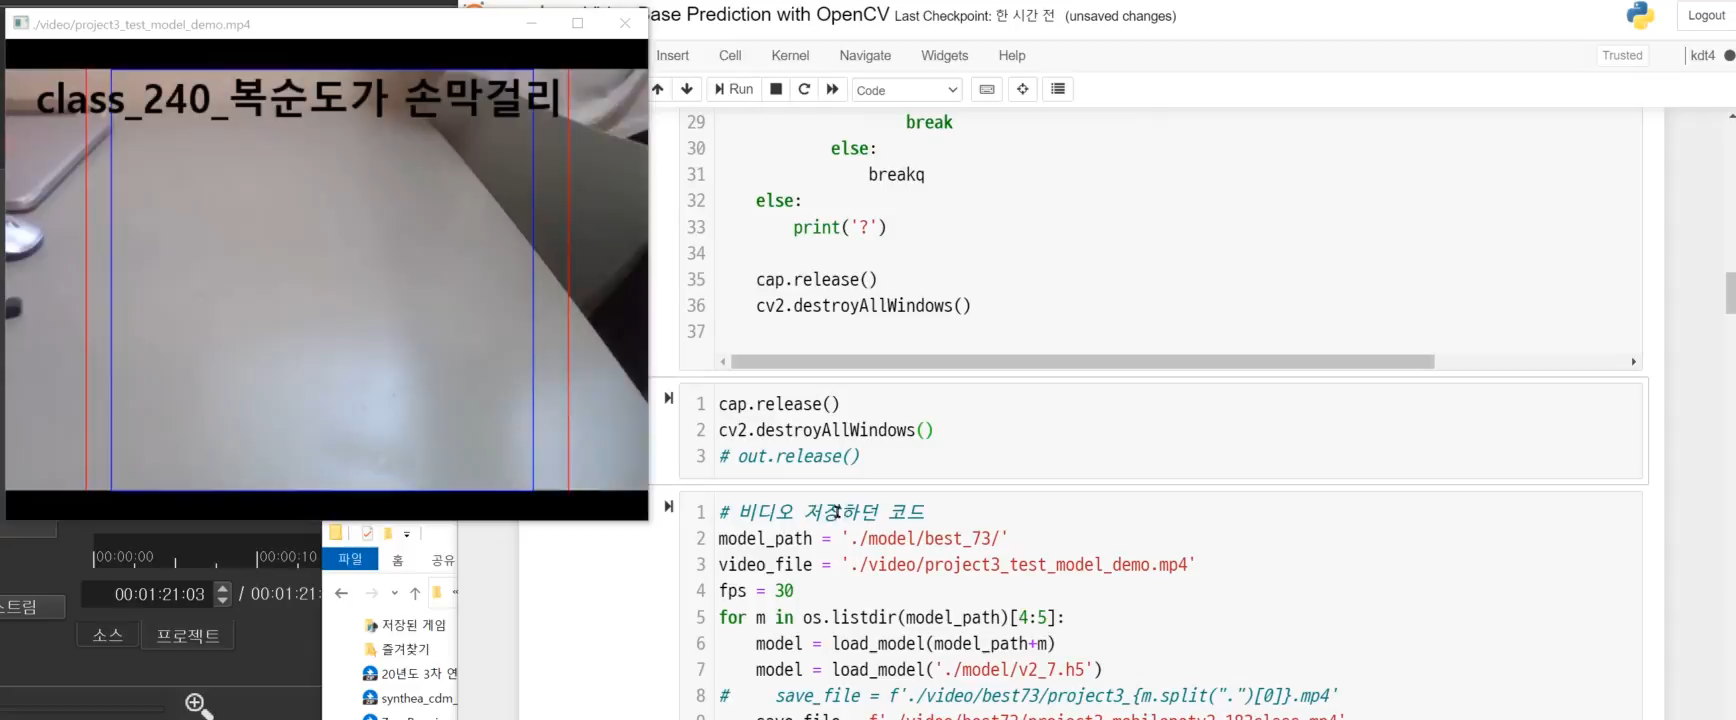 ./video/project3_test_model_demo.mp4
class_240_복순도가 손막걸리
Base Prediction with OpenCV Last Checkpoint: 한 시간 전 (unsaved changes)
Logout
Insert Cell Kernel Navigate Widgets Help
Trusted
kdt4
Run
Code
29 break
30 else:
31 breakq
32 else:
33 print('?')
34
35 cap.release()
36 cv2.destroyAllWindows()
37
1 cap.release()
2 cv2.destroyAllWindows()
3 # out.release()
1 # 비디오 저장하던 코드
2 model_path = './model/best_73/'
3 video_file = './video/project3_test_model_demo.mp4'
4 fps = 30
5 for m in os.listdir(model_path)[4:5]:
6 model = load_model(model_path+m)
7 model = load_model('./model/v2_7.h5')
8 # save_file = f'./video/best73/project3_{m.split(".")[0]}.mp4'
00:00:00 00:00:10
00:01:21:03 / 00:01:21:
스트림
소스 프로젝트
파일 홈 공유
저장된 게임
즐겨찾기
20년도 3차 연
synthea_cdm_